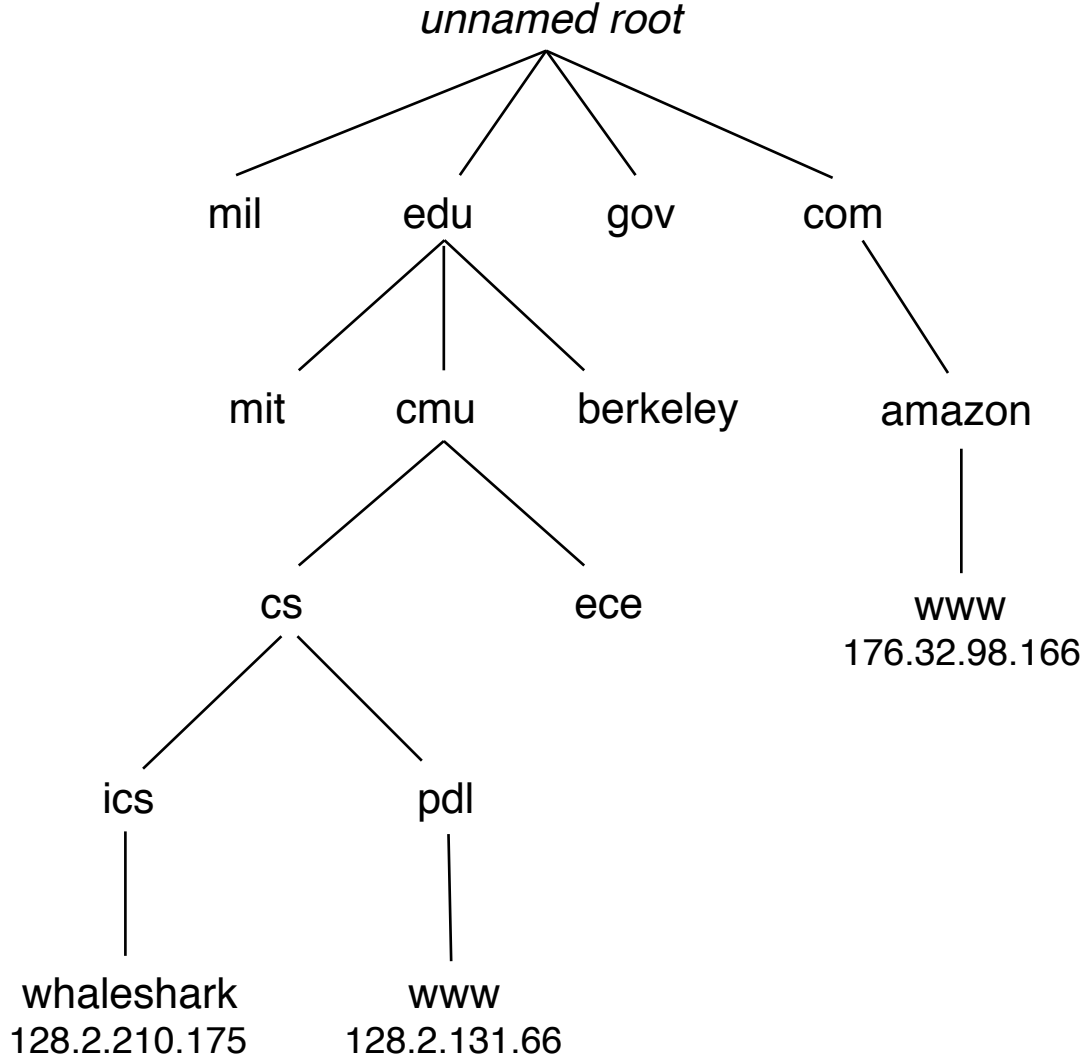 unnamed root
mil edu gov com
mit cmu berkeley amazon
cs ece www
176.32.98.166
ics pdl
whaleshark www
128.2.210.175 128.2.131.66